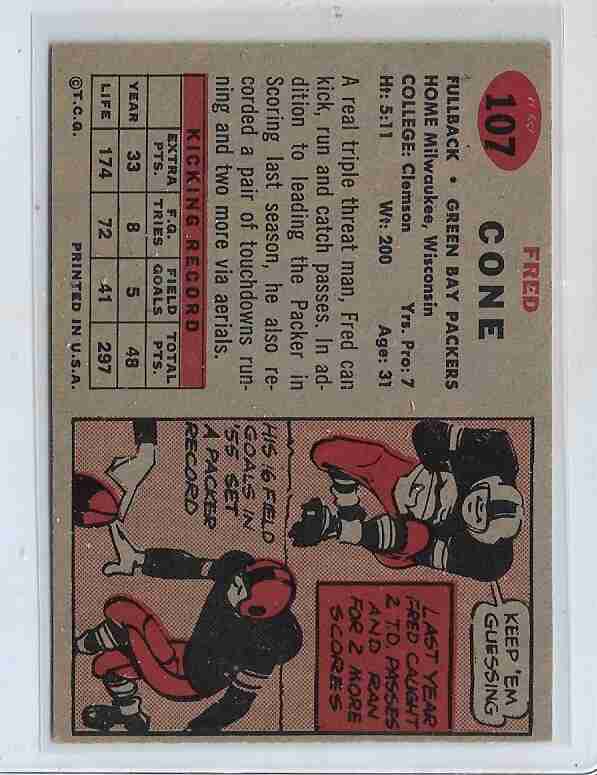 107
FRED
CONE
FULLBACK • GREEN BAY PACKERS
HOME Milwaukee, Wisconsin
COLLEGE: Clemson Yrs. Pro: 7
Ht: 5:11 Wt: 200 Age: 31
A real triple threat man, Fred can
kick, run and catch passes. In ad-
dition to leading the Packer in
Scoring last season, he also re-
corded a pair of touchdowns run-
ning and two more via aerials.
KICKING RECORD
EXTRA PTS. F.G. TRIES FIELD GOALS TOTAL PTS.
YEAR 33 8 5 48
LIFE 174 72 41 297
© T.C.G. PRINTED IN U.S.A.
KEEP 'EM
GUESSING
LAST YEAR
FRED CAUGHT
2 T.D. PASSES
AND RAN
FOR 2 MORE
SCORES
HIS 16 FIELD
GOALS IN
'55 SET
A PACKER
RECORD